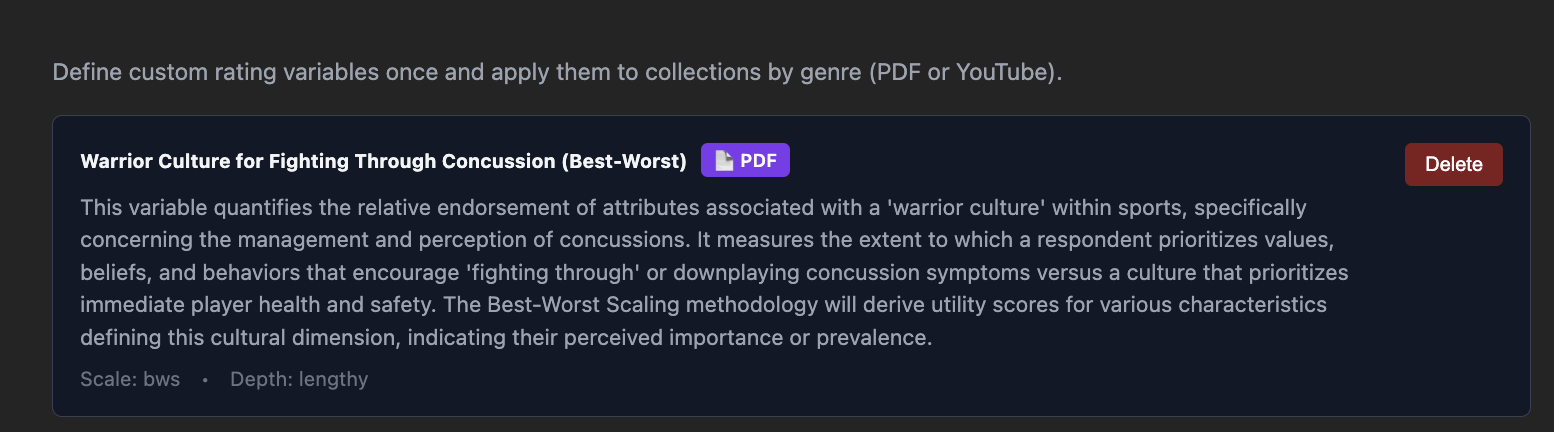 Define custom rating variables once and apply them to collections by genre (PDF or YouTube).
Warrior Culture for Fighting Through Concussion (Best-Worst) PDF
Delete
This variable quantifies the relative endorsement of attributes associated with a 'warrior culture' within sports, specifically
concerning the management and perception of concussions. It measures the extent to which a respondent prioritizes values,
beliefs, and behaviors that encourage 'fighting through' or downplaying concussion symptoms versus a culture that prioritizes
immediate player health and safety. The Best-Worst Scaling methodology will derive utility scores for various characteristics
defining this cultural dimension, indicating their perceived importance or prevalence.
Scale: bws • Depth: lengthy